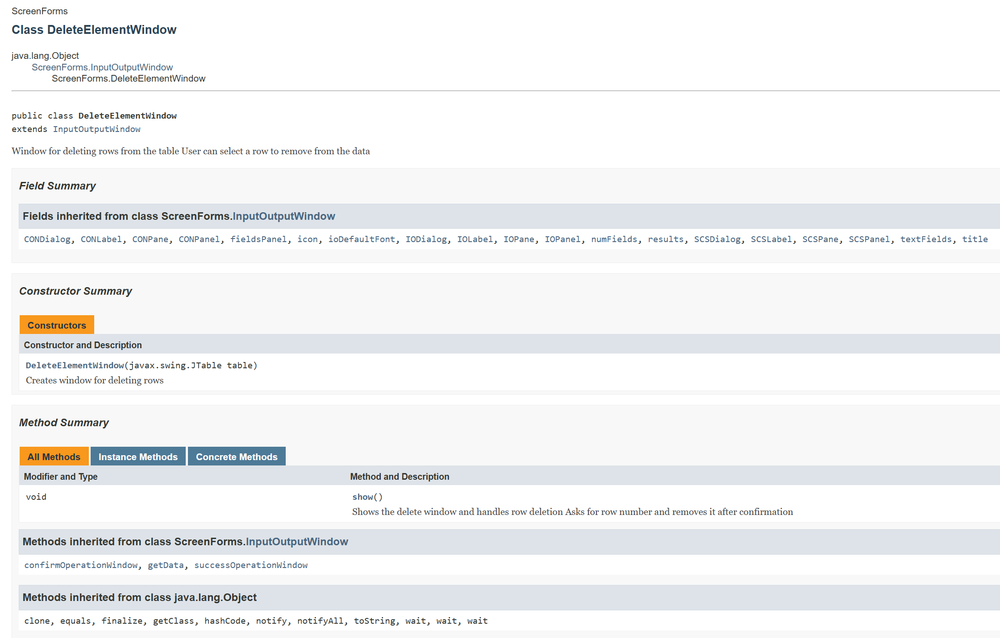 ScreenForms
Class DeleteElementWindow
java.lang.Object
ScreenForms.InputOutputWindow
ScreenForms.DeleteElementWindow
public class DeleteElementWindow
extends InputOutputWindow
Window for deleting rows from the table User can select a row to remove from the data
Field Summary
Fields inherited from class ScreenForms.InputOutputWindow
CONDialog, CONLabel, CONPane, CONPanel, fieldsPanel, icon, ioDefaultFont, IODialog, IOLabel, IOPane, IOPanel, numFields, results, SCSDialog, SCSLabel, SCSPane, SCSPanel, textFields, title
Constructor Summary
Constructors
Constructor and Description
DeleteElementWindow(javax.swing.JTable table)
Creates window for deleting rows
Method Summary
All Methods Instance Methods Concrete Methods
Modifier and Type Method and Description
void show()
Shows the delete window and handles row deletion Asks for row number and removes it after confirmation
Methods inherited from class ScreenForms.InputOutputWindow
confirmOperationWindow, getData, successOperationWindow
Methods inherited from class java.lang.Object
clone, equals, finalize, getClass, hashCode, notify, notifyAll, toString, wait, wait, wait